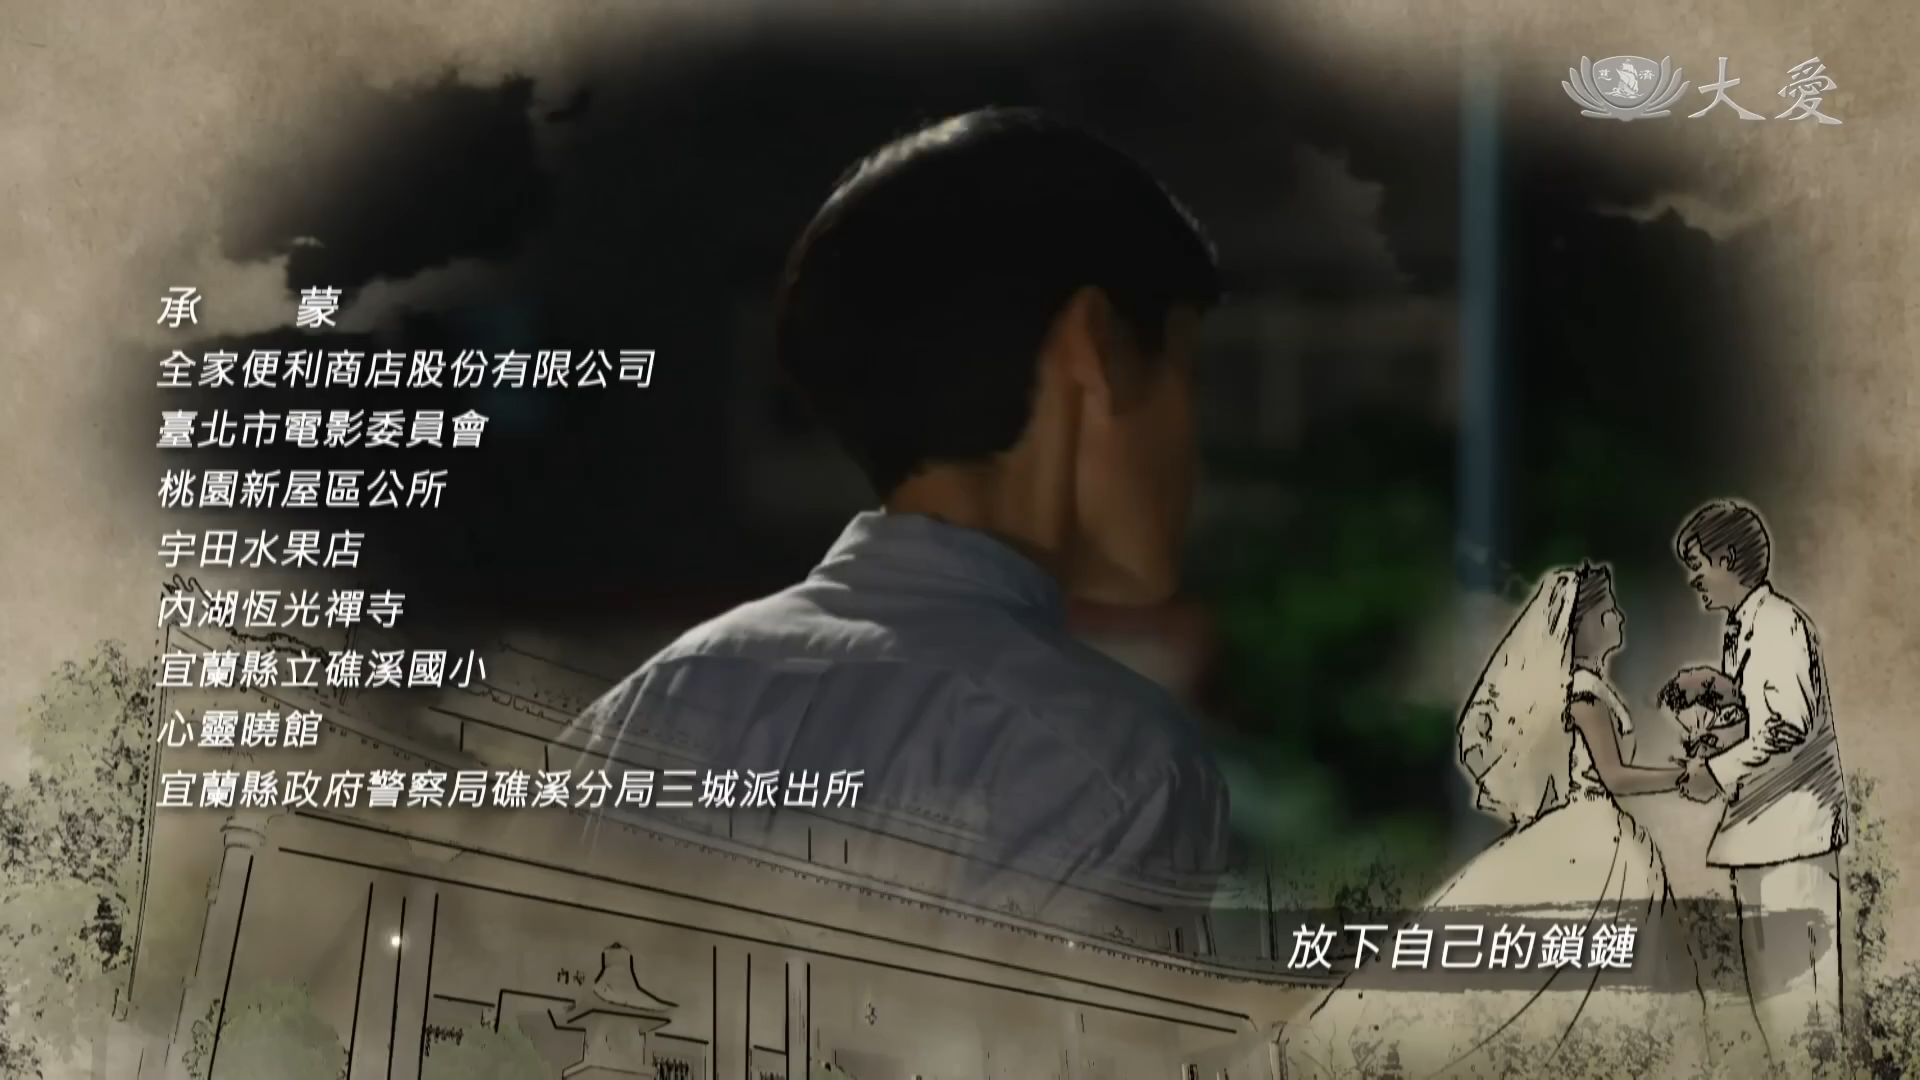 慈濟 大愛
承 蒙
全家便利商店股份有限公司
臺北市電影委員會
桃園新屋區公所
宇田水果店
內湖恆光禪寺
宜蘭縣立礁溪國小
心靈曉館
宜蘭縣政府警察局礁溪分局三城派出所
放下自己的鎖鏈